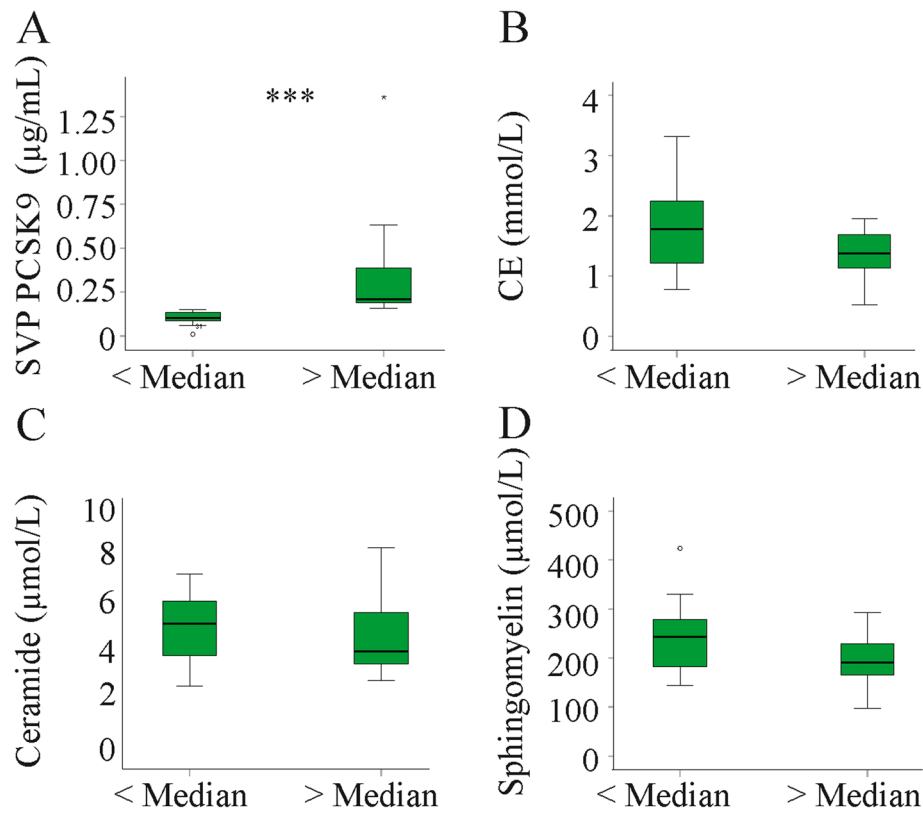 A
SVP PCSK9 (µg/mL)
1.25
1.00
0.75
0.50
0.25
0
***
*
< Median
> Median
B
CE (mmol/L)
4
3
2
1
0
< Median
> Median
C
Ceramide (µmol/L)
10
8
6
4
2
0
< Median
> Median
D
Sphingomyelin (µmol/L)
500
400
300
200
100
0
< Median
> Median